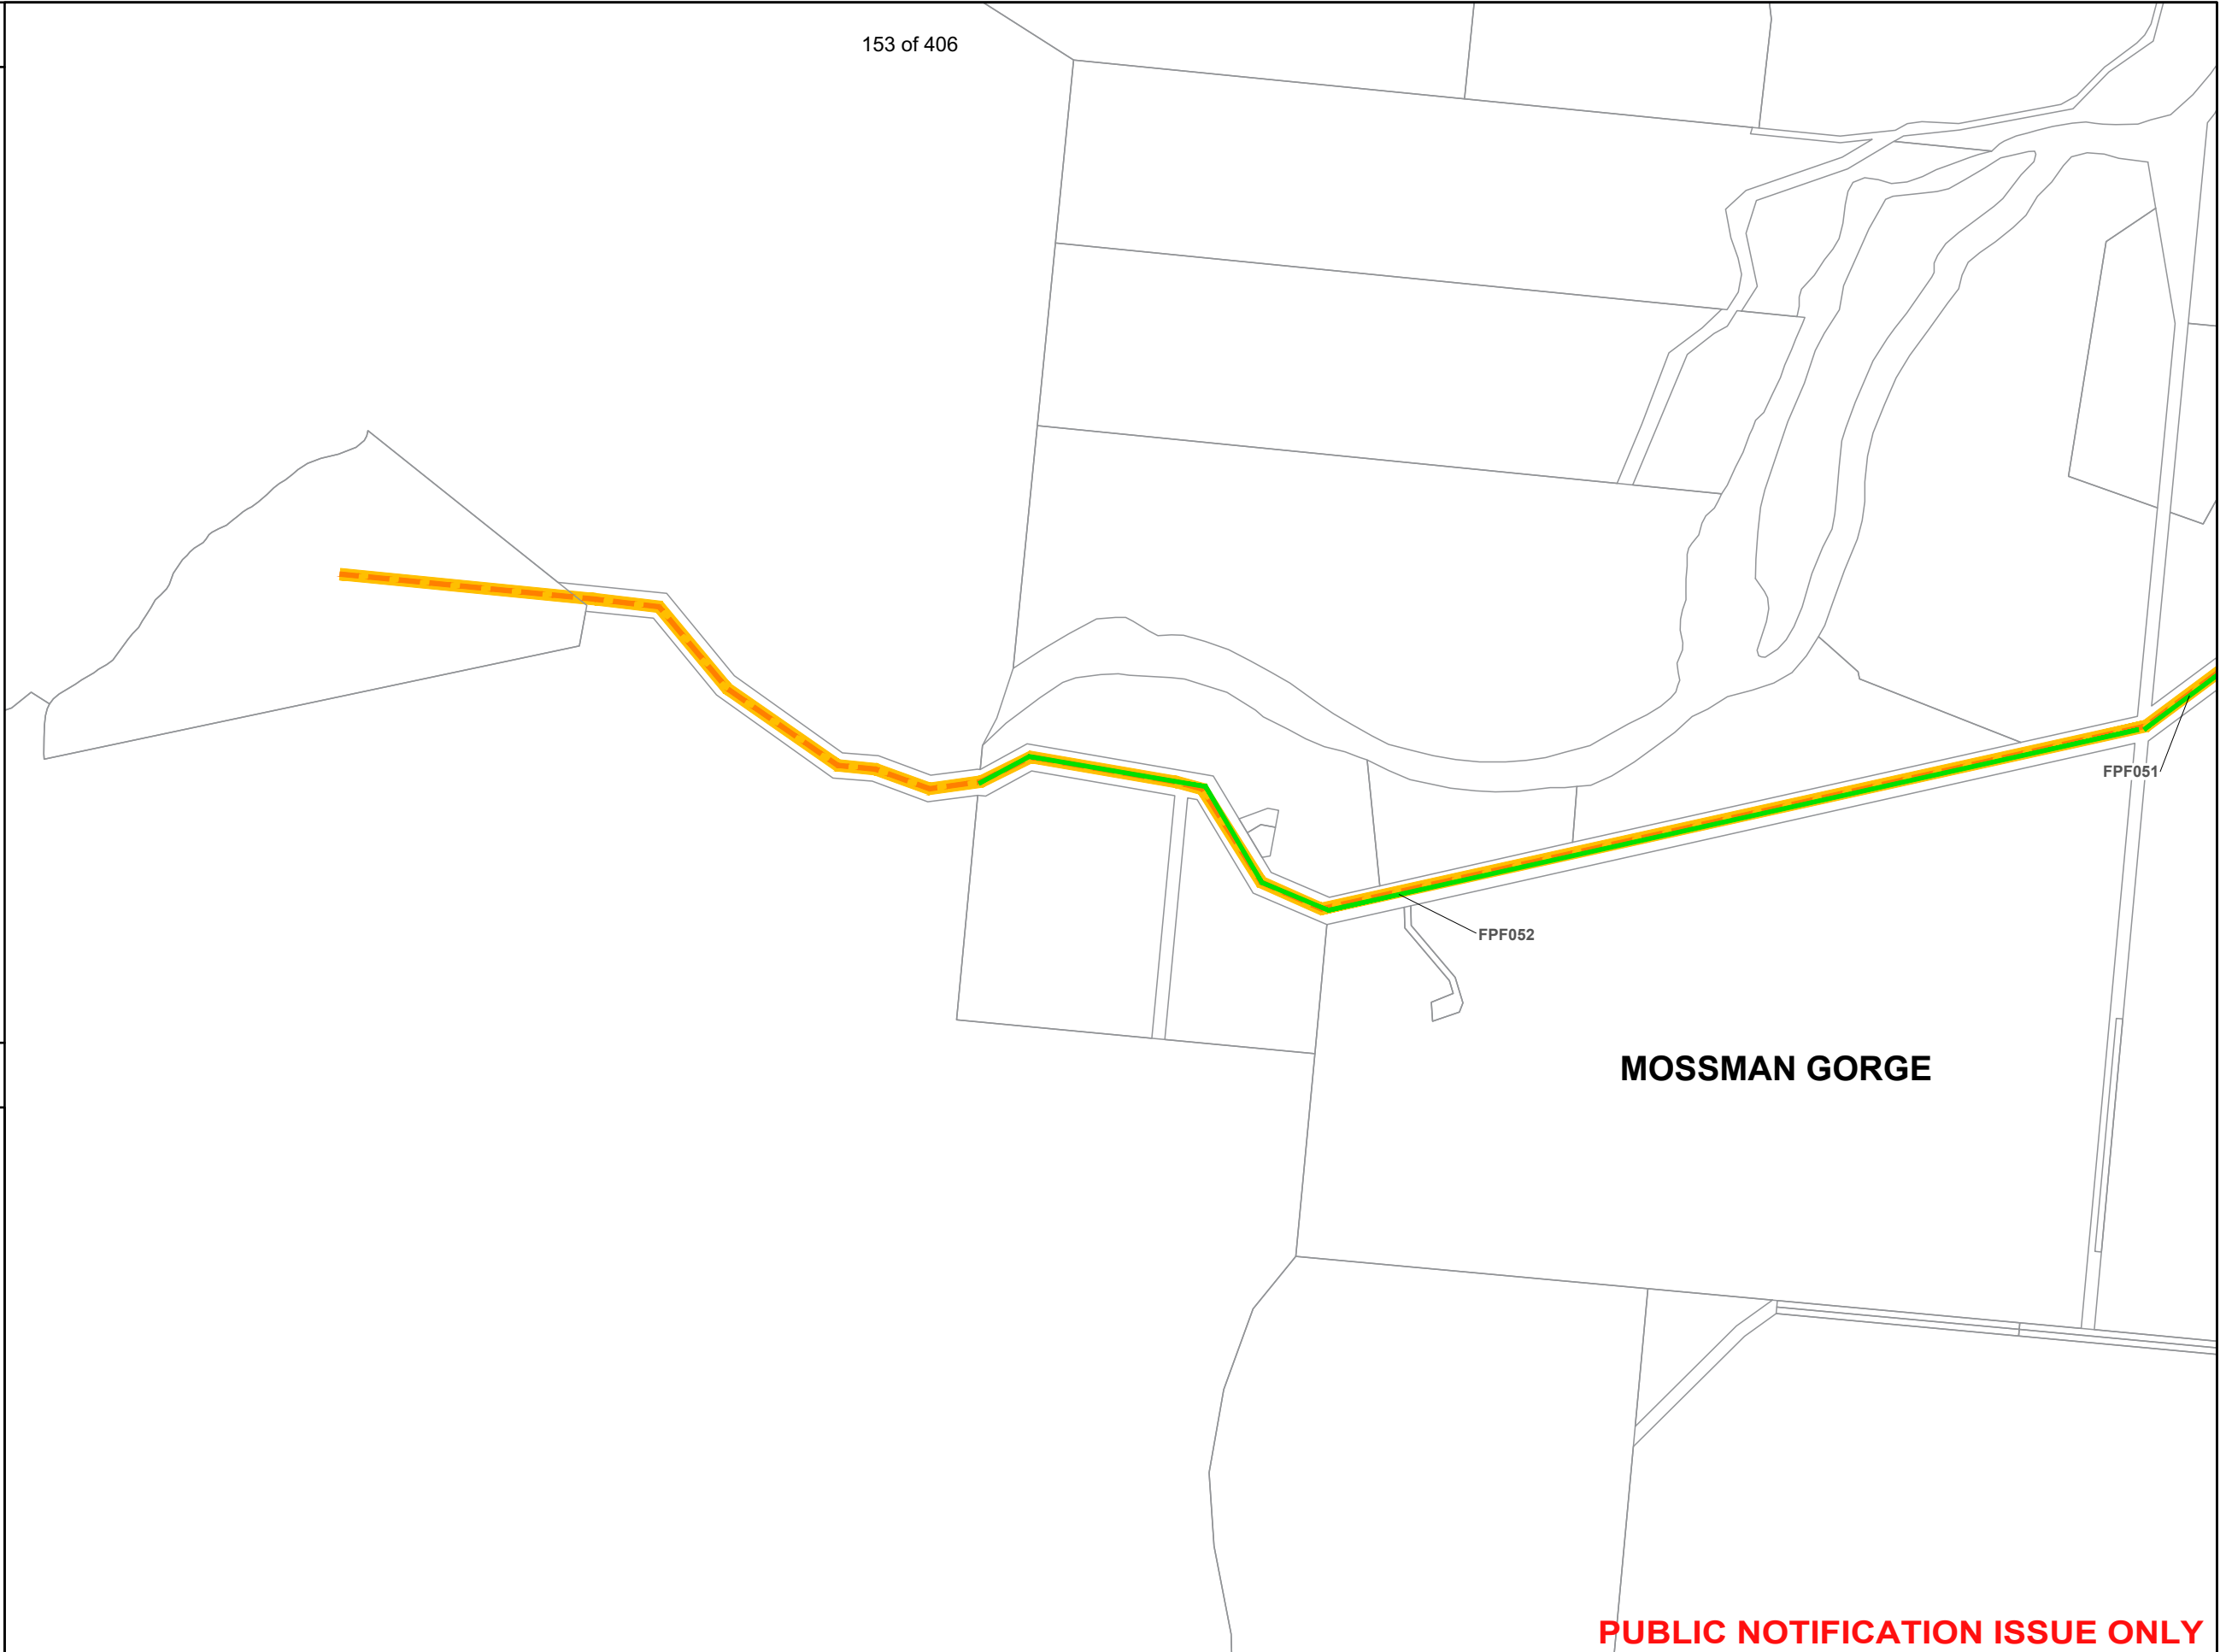 153 of 406
FPF051
FPF052
MOSSMAN GORGE
PUBLIC NOTIFICATION ISSUE ONLY